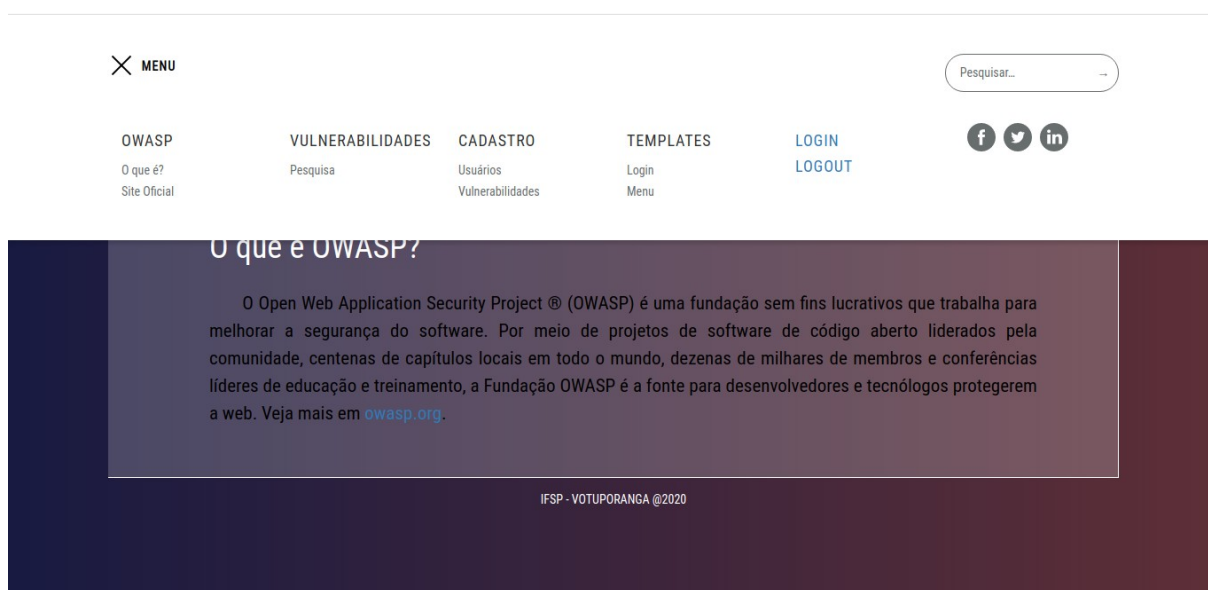 MENU
Pesquisar... →
OWASP
O que é?
Site Oficial
VULNERABILIDADES
Pesquisa
CADASTRO
Usuários
Vulnerabilidades
TEMPLATES
Login
Menu
LOGIN
LOGOUT
f in
O que é OWASP?
O Open Web Application Security Project ® (OWASP) é uma fundação sem fins lucrativos que trabalha para
melhorar a segurança do software. Por meio de projetos de software de código aberto liderados pela
comunidade, centenas de capítulos locais em todo o mundo, dezenas de milhares de membros e conferências
líderes de educação e treinamento, a Fundação OWASP é a fonte para desenvolvedores e tecnólogos protegerem
a web. Veja mais em owasp.org.
IFSP - VOTUPORANGA @2020